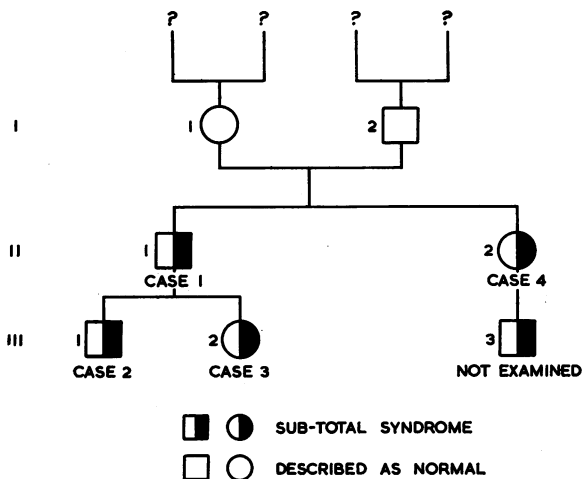 ? ? ? ?
I 1 2
II 1 2
CASE 1 CASE 4
III 1 2 3
CASE 2 CASE 3 NOT EXAMINED
SUB-TOTAL SYNDROME
DESCRIBED AS NORMAL